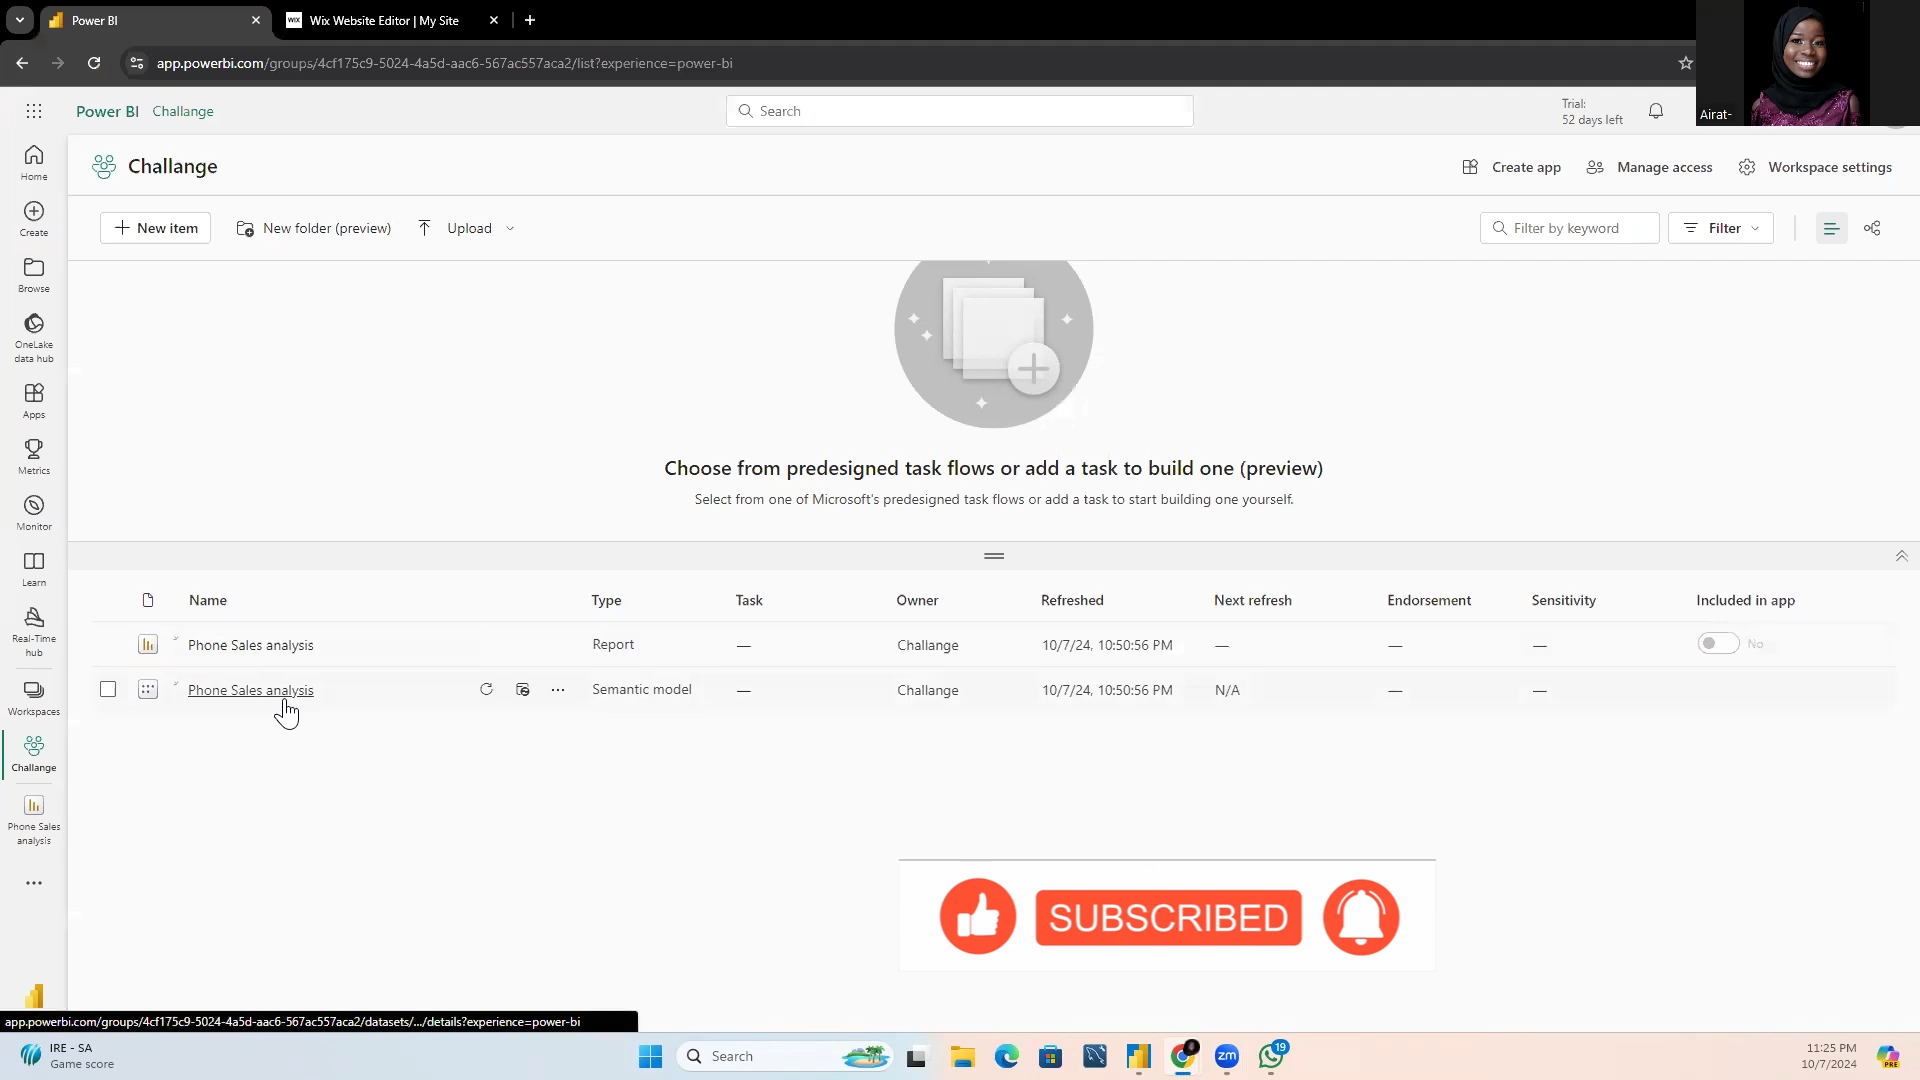 Power BI
WiX Wix Website Editor | My Site
app.powerbi.com/groups/4cf175c9-5024-4a5d-aac6-567ac557aca2/list?experience=power-bi
Power BI Challange
Search
Trial:
52 days left
Airat-
Home
Create
Browse
OneLake
data hub
Apps
Metrics
Monitor
Learn
Real-Time
hub
Workspaces
Challange
Phone Sales
analysis
Challange
Create app
Manage access
Workspace settings
New item
New folder (preview)
Upload
Filter by keyword
Filter
Choose from predesigned task flows or add a task to build one (preview)
Select from one of Microsoft's predesigned task flows or add a task to start building one yourself.
Name Type Task Owner Refreshed Next refresh Endorsement Sensitivity Included in app
Phone Sales analysis Report — Challange 10/7/24, 10:50:56 PM — — — No
Phone Sales analysis Semantic model — Challange 10/7/24, 10:50:56 PM N/A — —
SUBSCRIBED
app.powerbi.com/groups/4cf175c9-5024-4a5d-aac6-567ac557aca2/datasets/.../details?experience=power-bi
IRE - SA
Game score
Search
zm
19
11:25 PM
10/7/2024
PRE